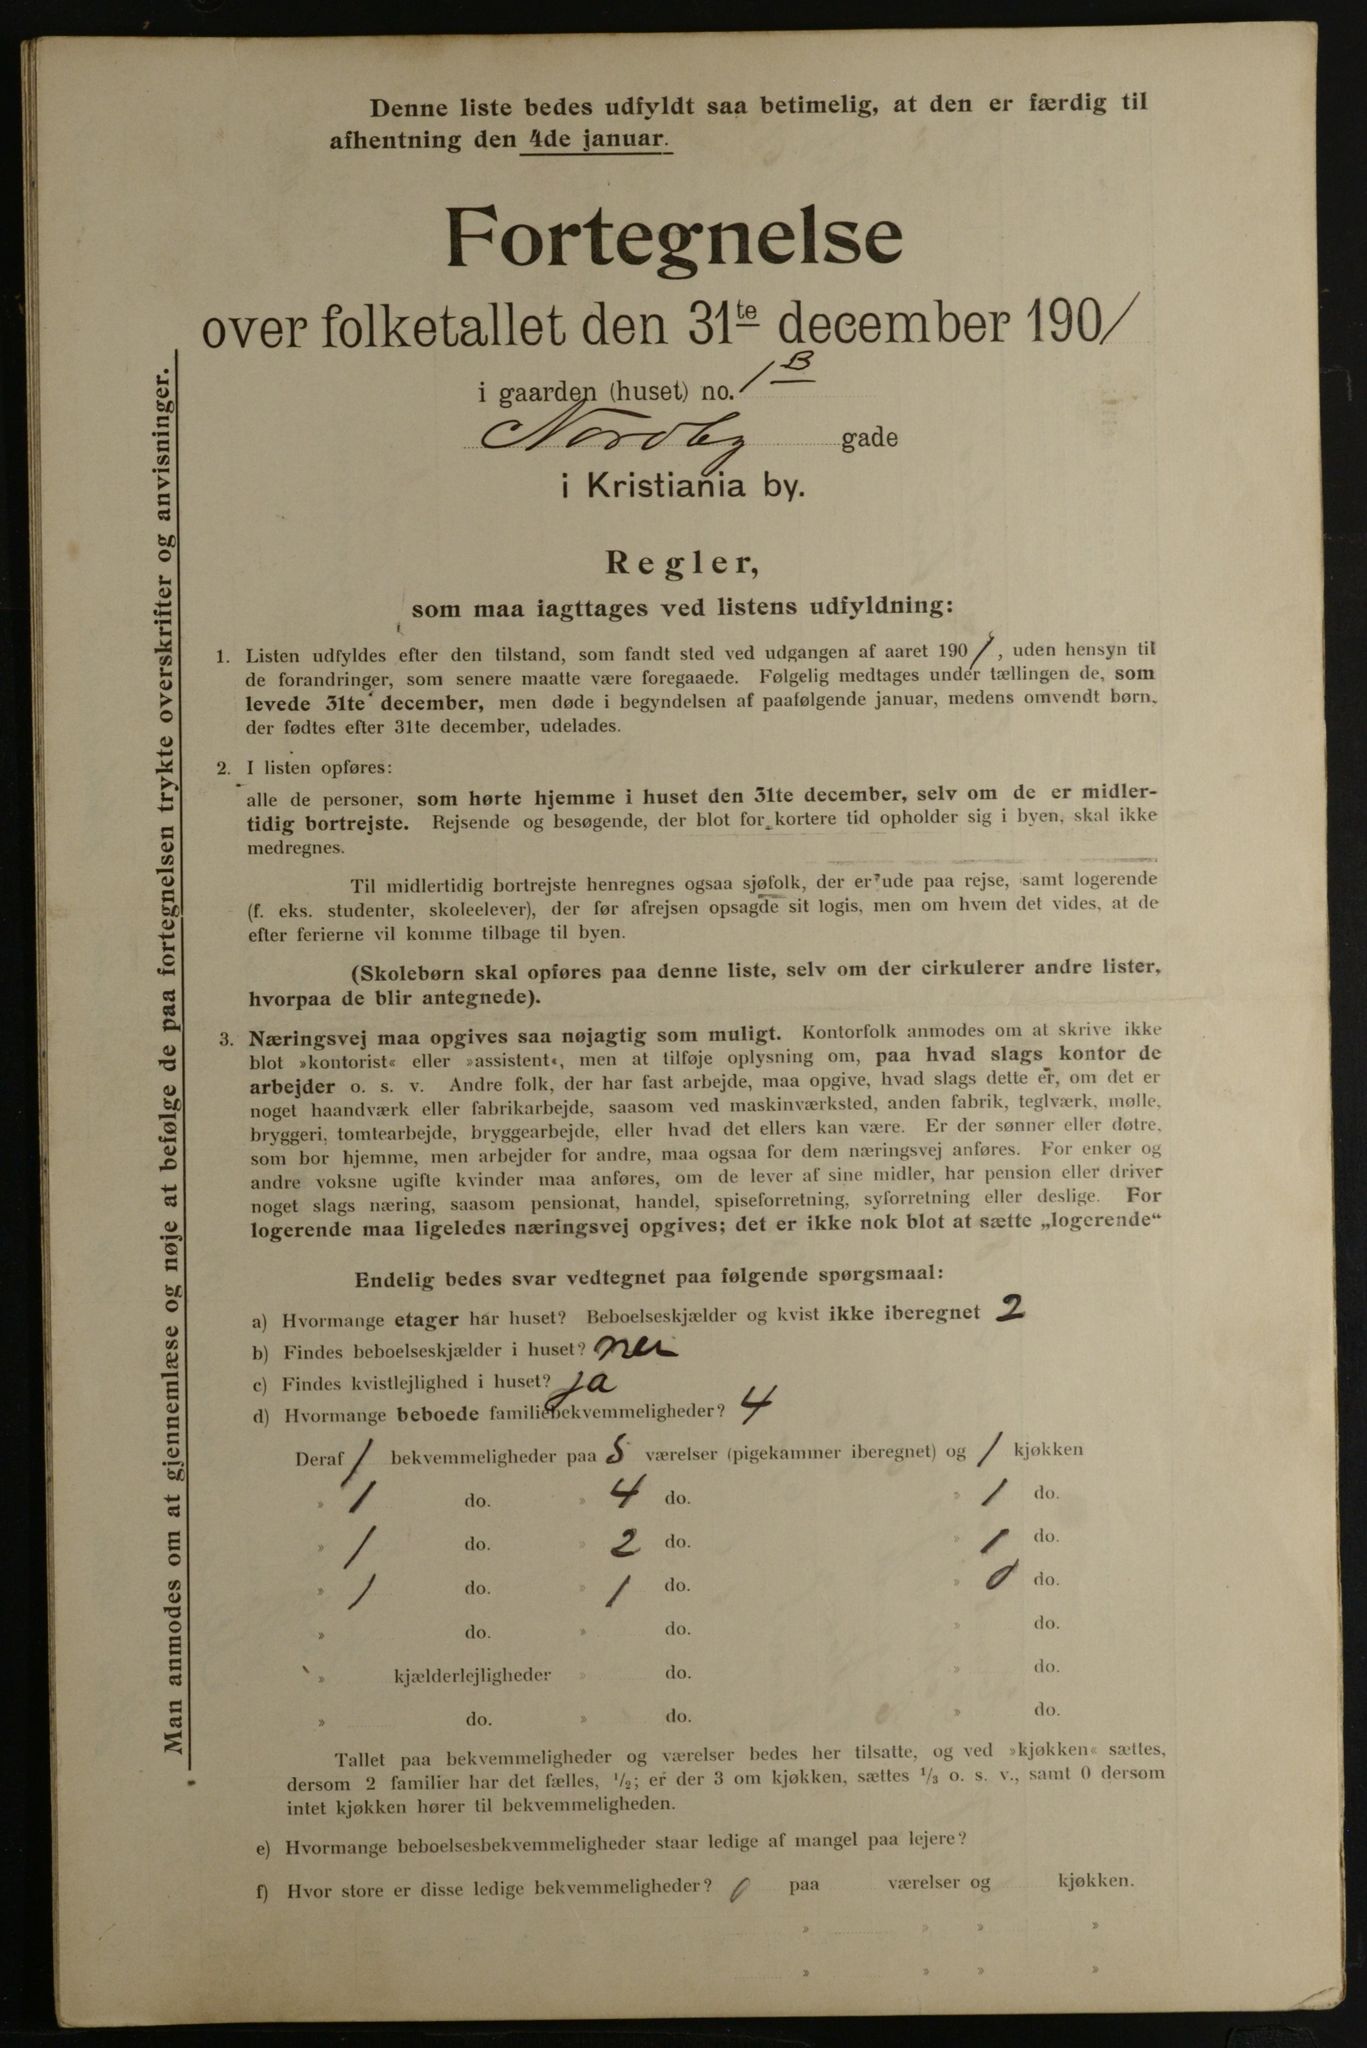 Denne liste bedes udfyldt saa betimelig, at den er færdig til
afhentning den 4de januar.
Fortegnelse
over folketallet den 31te december 1901
i gaarden (huset) no. 1B
Nordby gade
i Kristiania by.
Regler,
som maa iagttages ved listens udfyldning:
1. Listen udfyldes efter den tilstand, som fandt sted ved udgangen af aaret 1901, uden hensyn til
de forandringer, som senere maatte være foregaaede. Følgelig medtages under tællingen de, som
levede 31te december, men døde i begyndelsen af paafølgende januar, medens omvendt børn,
der fødtes efter 31te december, udelades.
2. I listen opføres:
alle de personer, som hørte hjemme i huset den 31te december, selv om de er midler-
tidig bortrejste. Rejsende og besøgende, der blot for kortere tid opholder sig i byen, skal ikke
medregnes.
Til midlertidig bortrejste henregnes ogsaa sjøfolk, der er ude paa rejse, samt logerende
(f. eks. studenter, skoleelever), der før afrejsen opsagde sit logis, men om hvem det vides, at de
efter ferierne vil komme tilbage til byen.
(Skolebørn skal opføres paa denne liste, selv om der cirkulerer andre lister,
hvorpaa de blir antegnede).
3. Næringsvej maa opgives saa nøjagtig som muligt. Kontorfolk anmodes om at skrive ikke
blot »kontorist« eller »assistent«, men at tilføje oplysning om, paa hvad slags kontor de
arbejder o. s. v. Andre folk, der har fast arbejde, maa opgive, hvad slags dette er, om det er
noget haandværk eller fabrikarbejde, saasom ved maskinværksted, anden fabrik, teglværk, mølle,
bryggeri, tomtearbejde, bryggearbejde, eller hvad det ellers kan være. Er der sønner eller døtre,
som bor hjemme, men arbejder for andre, maa ogsaa for dem næringsvej anføres. For enker og
andre voksne ugifte kvinder maa anføres, om de lever af sine midler, har pension eller driver
noget slags næring, saasom pensionat, handel, spiseforretning, syforretning eller deslige. For
logerende maa ligeledes næringsvej opgives; det er ikke nok blot at sætte „logerende“
Endelig bedes svar vedtegnet paa følgende spørgsmaal:
a) Hvormange etager har huset? Beboelseskjælder og kvist ikke iberegnet 2
b) Findes beboelseskjælder i huset? nei
c) Findes kvistlejlighed i huset? ja
d) Hvormange beboede familiebekvemmeligheder? 4
Deraf 1 bekvemmeligheder paa 5 værelser (pigekammer iberegnet) og 1 kjøkken
» 1 do. » 4 do. » 1 do.
» 1 do. » 2 do. » 1 do.
» 1 do. » 1 do. » 0 do.
» do. » do. » do.
» kjælderlejligheder » do. » do.
» do. » do. » do.
Tallet paa bekvemmeligheder og værelser bedes her tilsatte, og ved »kjøkken« sættes,
dersom 2 familier har det fælles, 1/2; er der 3 om kjøkken, sættes 1/3 o. s. v., samt 0 dersom
intet kjøkken hører til bekvemmeligheden.
e) Hvormange beboelsesbekvemmeligheder staar ledige af mangel paa lejere?
f) Hvor store er disse ledige bekvemmeligheder? 0 paa værelser og kjøkken.
» » » »
» » » »
Man anmodes om at gjennemlæse og nøje at befølge de paa fortegnelsen trykte overskrifter og anvisninger.